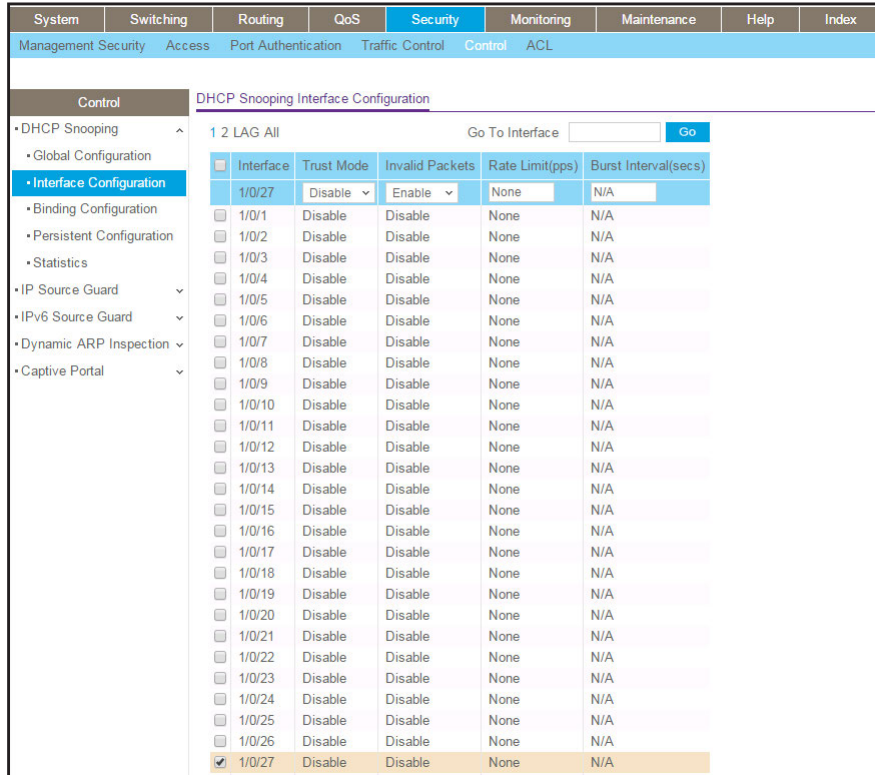 System Switching Routing QoS Security Monitoring Maintenance Help Index
Management Security Access Port Authentication Traffic Control Control ACL
Control
DHCP Snooping
Global Configuration
Interface Configuration
Binding Configuration
Persistent Configuration
Statistics
IP Source Guard
IPv6 Source Guard
Dynamic ARP Inspection
Captive Portal
DHCP Snooping Interface Configuration
1 2 LAG All Go To Interface Go
Interface Trust Mode Invalid Packets Rate Limit(pps) Burst Interval(secs)
1/0/27 Disable Enable None N/A
1/0/1 Disable Disable None N/A
1/0/2 Disable Disable None N/A
1/0/3 Disable Disable None N/A
1/0/4 Disable Disable None N/A
1/0/5 Disable Disable None N/A
1/0/6 Disable Disable None N/A
1/0/7 Disable Disable None N/A
1/0/8 Disable Disable None N/A
1/0/9 Disable Disable None N/A
1/0/10 Disable Disable None N/A
1/0/11 Disable Disable None N/A
1/0/12 Disable Disable None N/A
1/0/13 Disable Disable None N/A
1/0/14 Disable Disable None N/A
1/0/15 Disable Disable None N/A
1/0/16 Disable Disable None N/A
1/0/17 Disable Disable None N/A
1/0/18 Disable Disable None N/A
1/0/19 Disable Disable None N/A
1/0/20 Disable Disable None N/A
1/0/21 Disable Disable None N/A
1/0/22 Disable Disable None N/A
1/0/23 Disable Disable None N/A
1/0/24 Disable Disable None N/A
1/0/25 Disable Disable None N/A
1/0/26 Disable Disable None N/A
1/0/27 Disable Disable None N/A